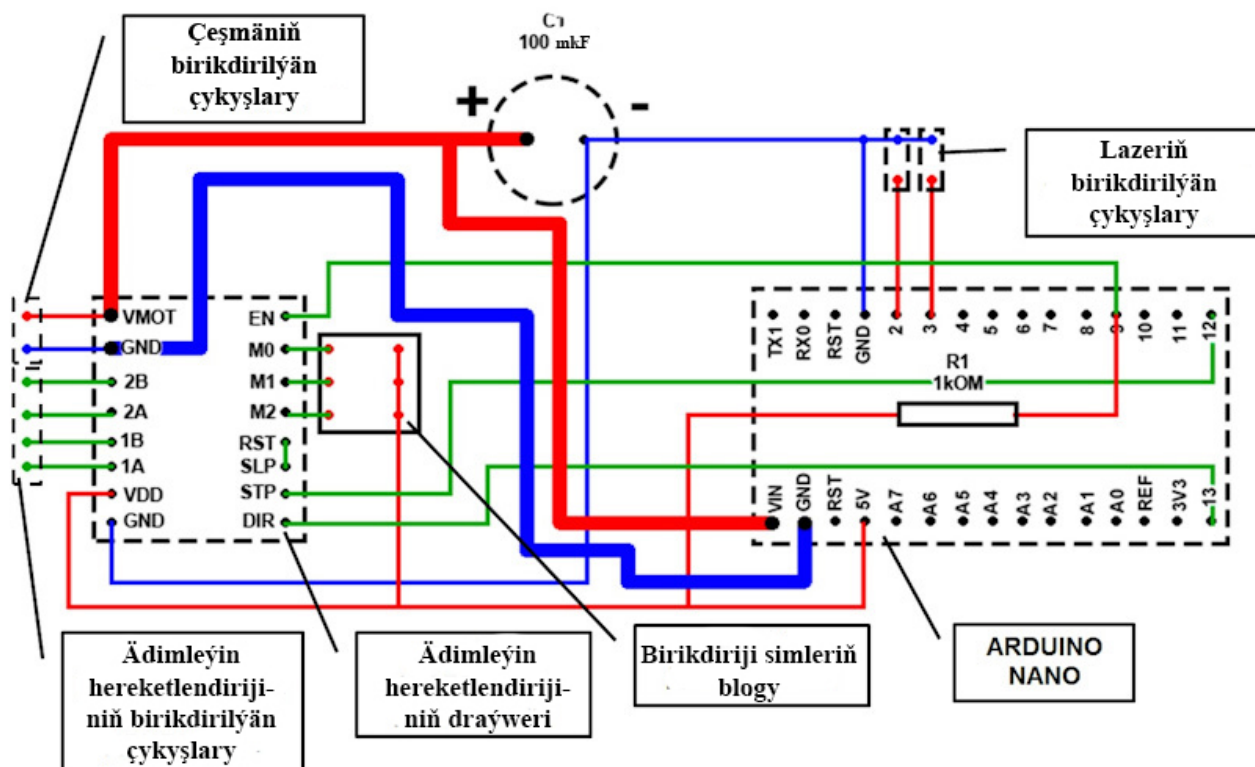 Çeşmäniň
birikdirilýän
çykyşlary
C1
100 mkF
+
-
Lazeriň
birikdirilýän
çykyşlary
VMOT
GND
2B
2A
1B
1A
VDD
GND
EN
M0
M1
M2
RST
SLP
STP
DIR
TX1
RX0
RST
GND
2
3
4
5
6
7
8
9
10
11
12
R1
1kOM
VIN
GND
RST
5V
A7
A6
A5
A4
A3
A2
A1
A0
REF
3V3
13
Ädimleýin
hereketlendiriji-
niň birikdirilýän
çykyşlary
Ädimleýin
hereketlendiriji-
niň draýweri
Birikdiriji simleriň
blogy
ARDUINO
NANO